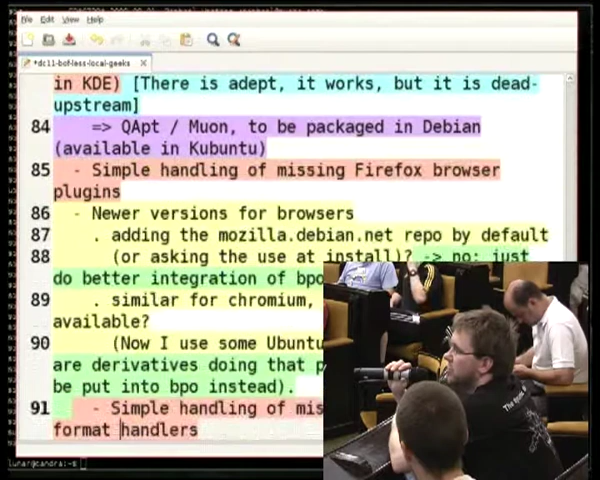 File Edit View Help
*dc11-bof-less-local-geeks
in KDE) [There is adept, it works, but it is dead-
upstream]
84 => QApt / Muon, to be packaged in Debian
(available in Kubuntu)
85 - Simple handling of missing Firefox browser
plugins
86 - Newer versions for browsers
87 . adding the mozilla.debian.net repo by default
88 (or asking the use at install)? -> no: just
do better integration of bpo
89 . similar for chromium,
available?
90 (Now I use some Ubuntu
are derivatives doing that p
be put into bpo instead).
91 - Simple handling of mis
format handlers
lunar@candra:~$